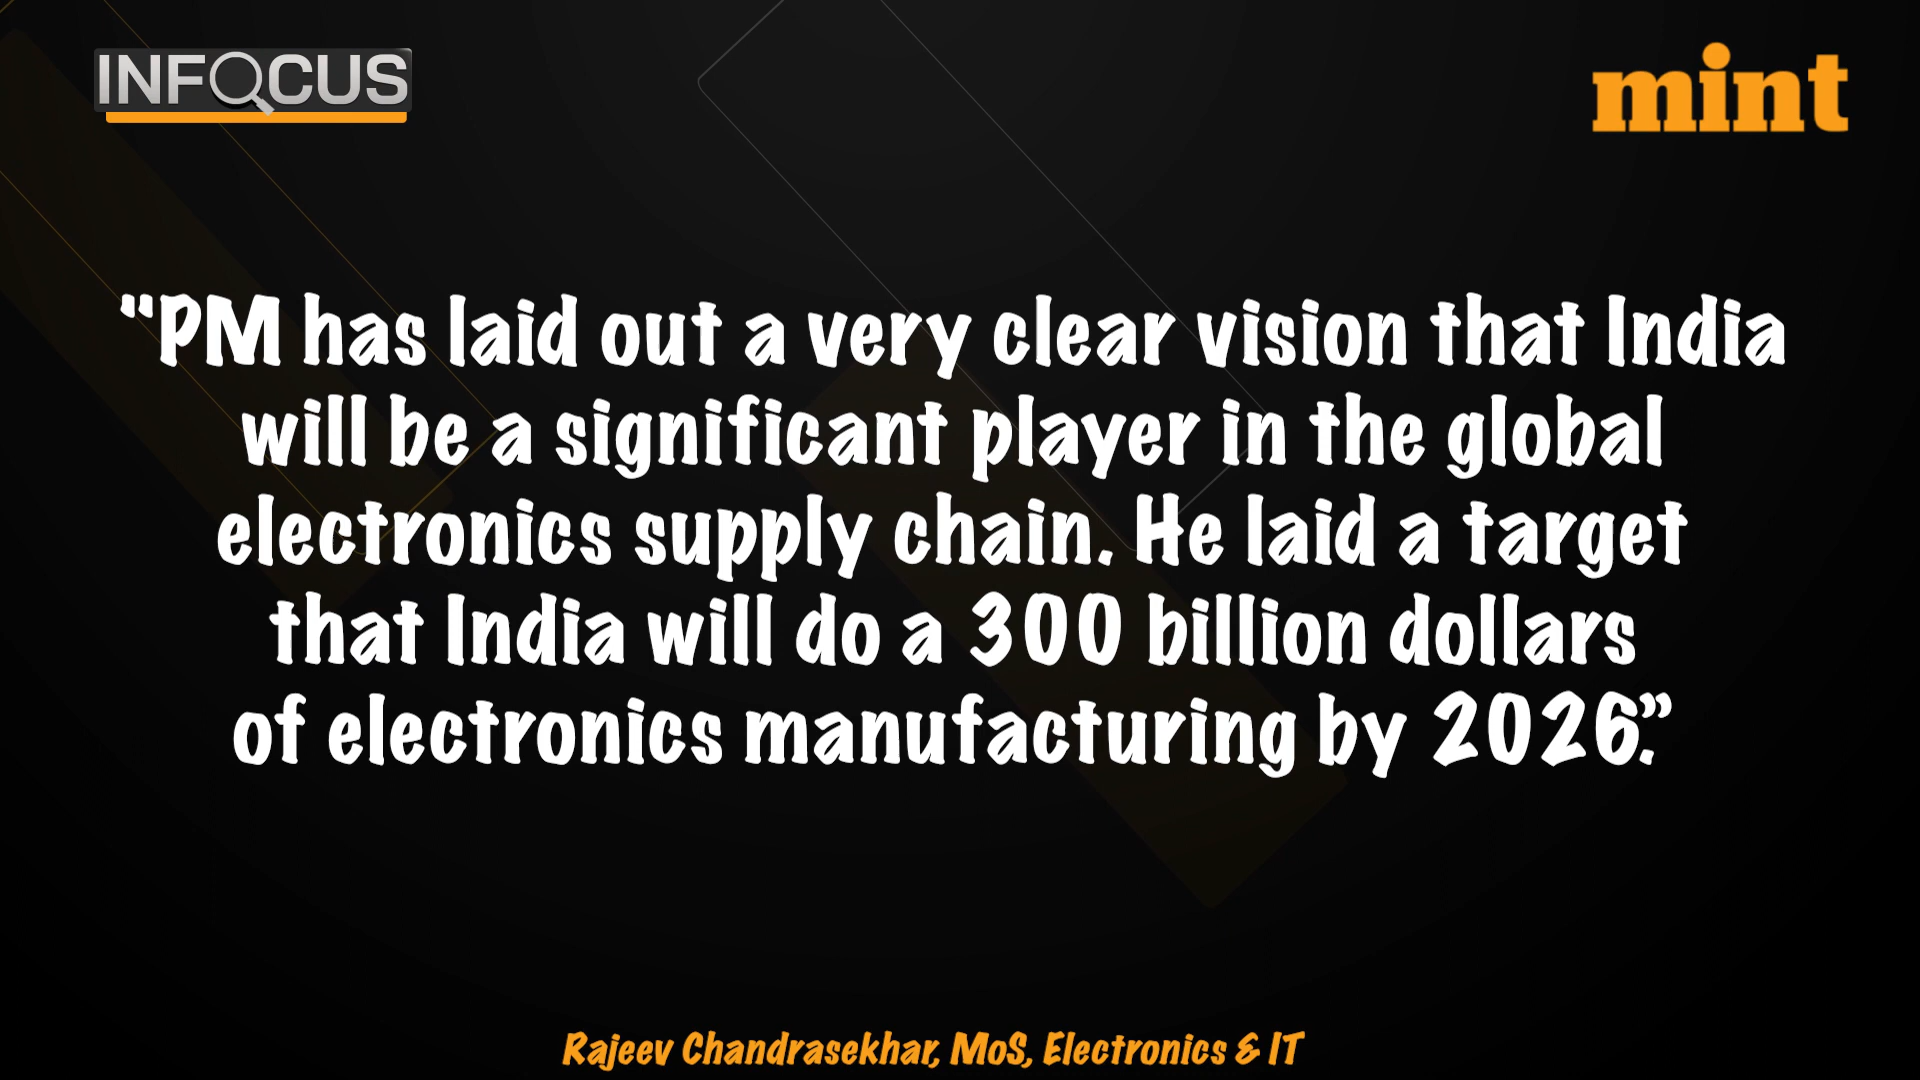 INFOCUS
mint
“PM has laid out a very clear vision that India
will be a significant player in the global
electronics supply chain. He laid a target
that India will do a 300 billion dollars
of electronics manufacturing by 2026.”
Rajeev Chandrasekhar, MoS, Electronics & IT